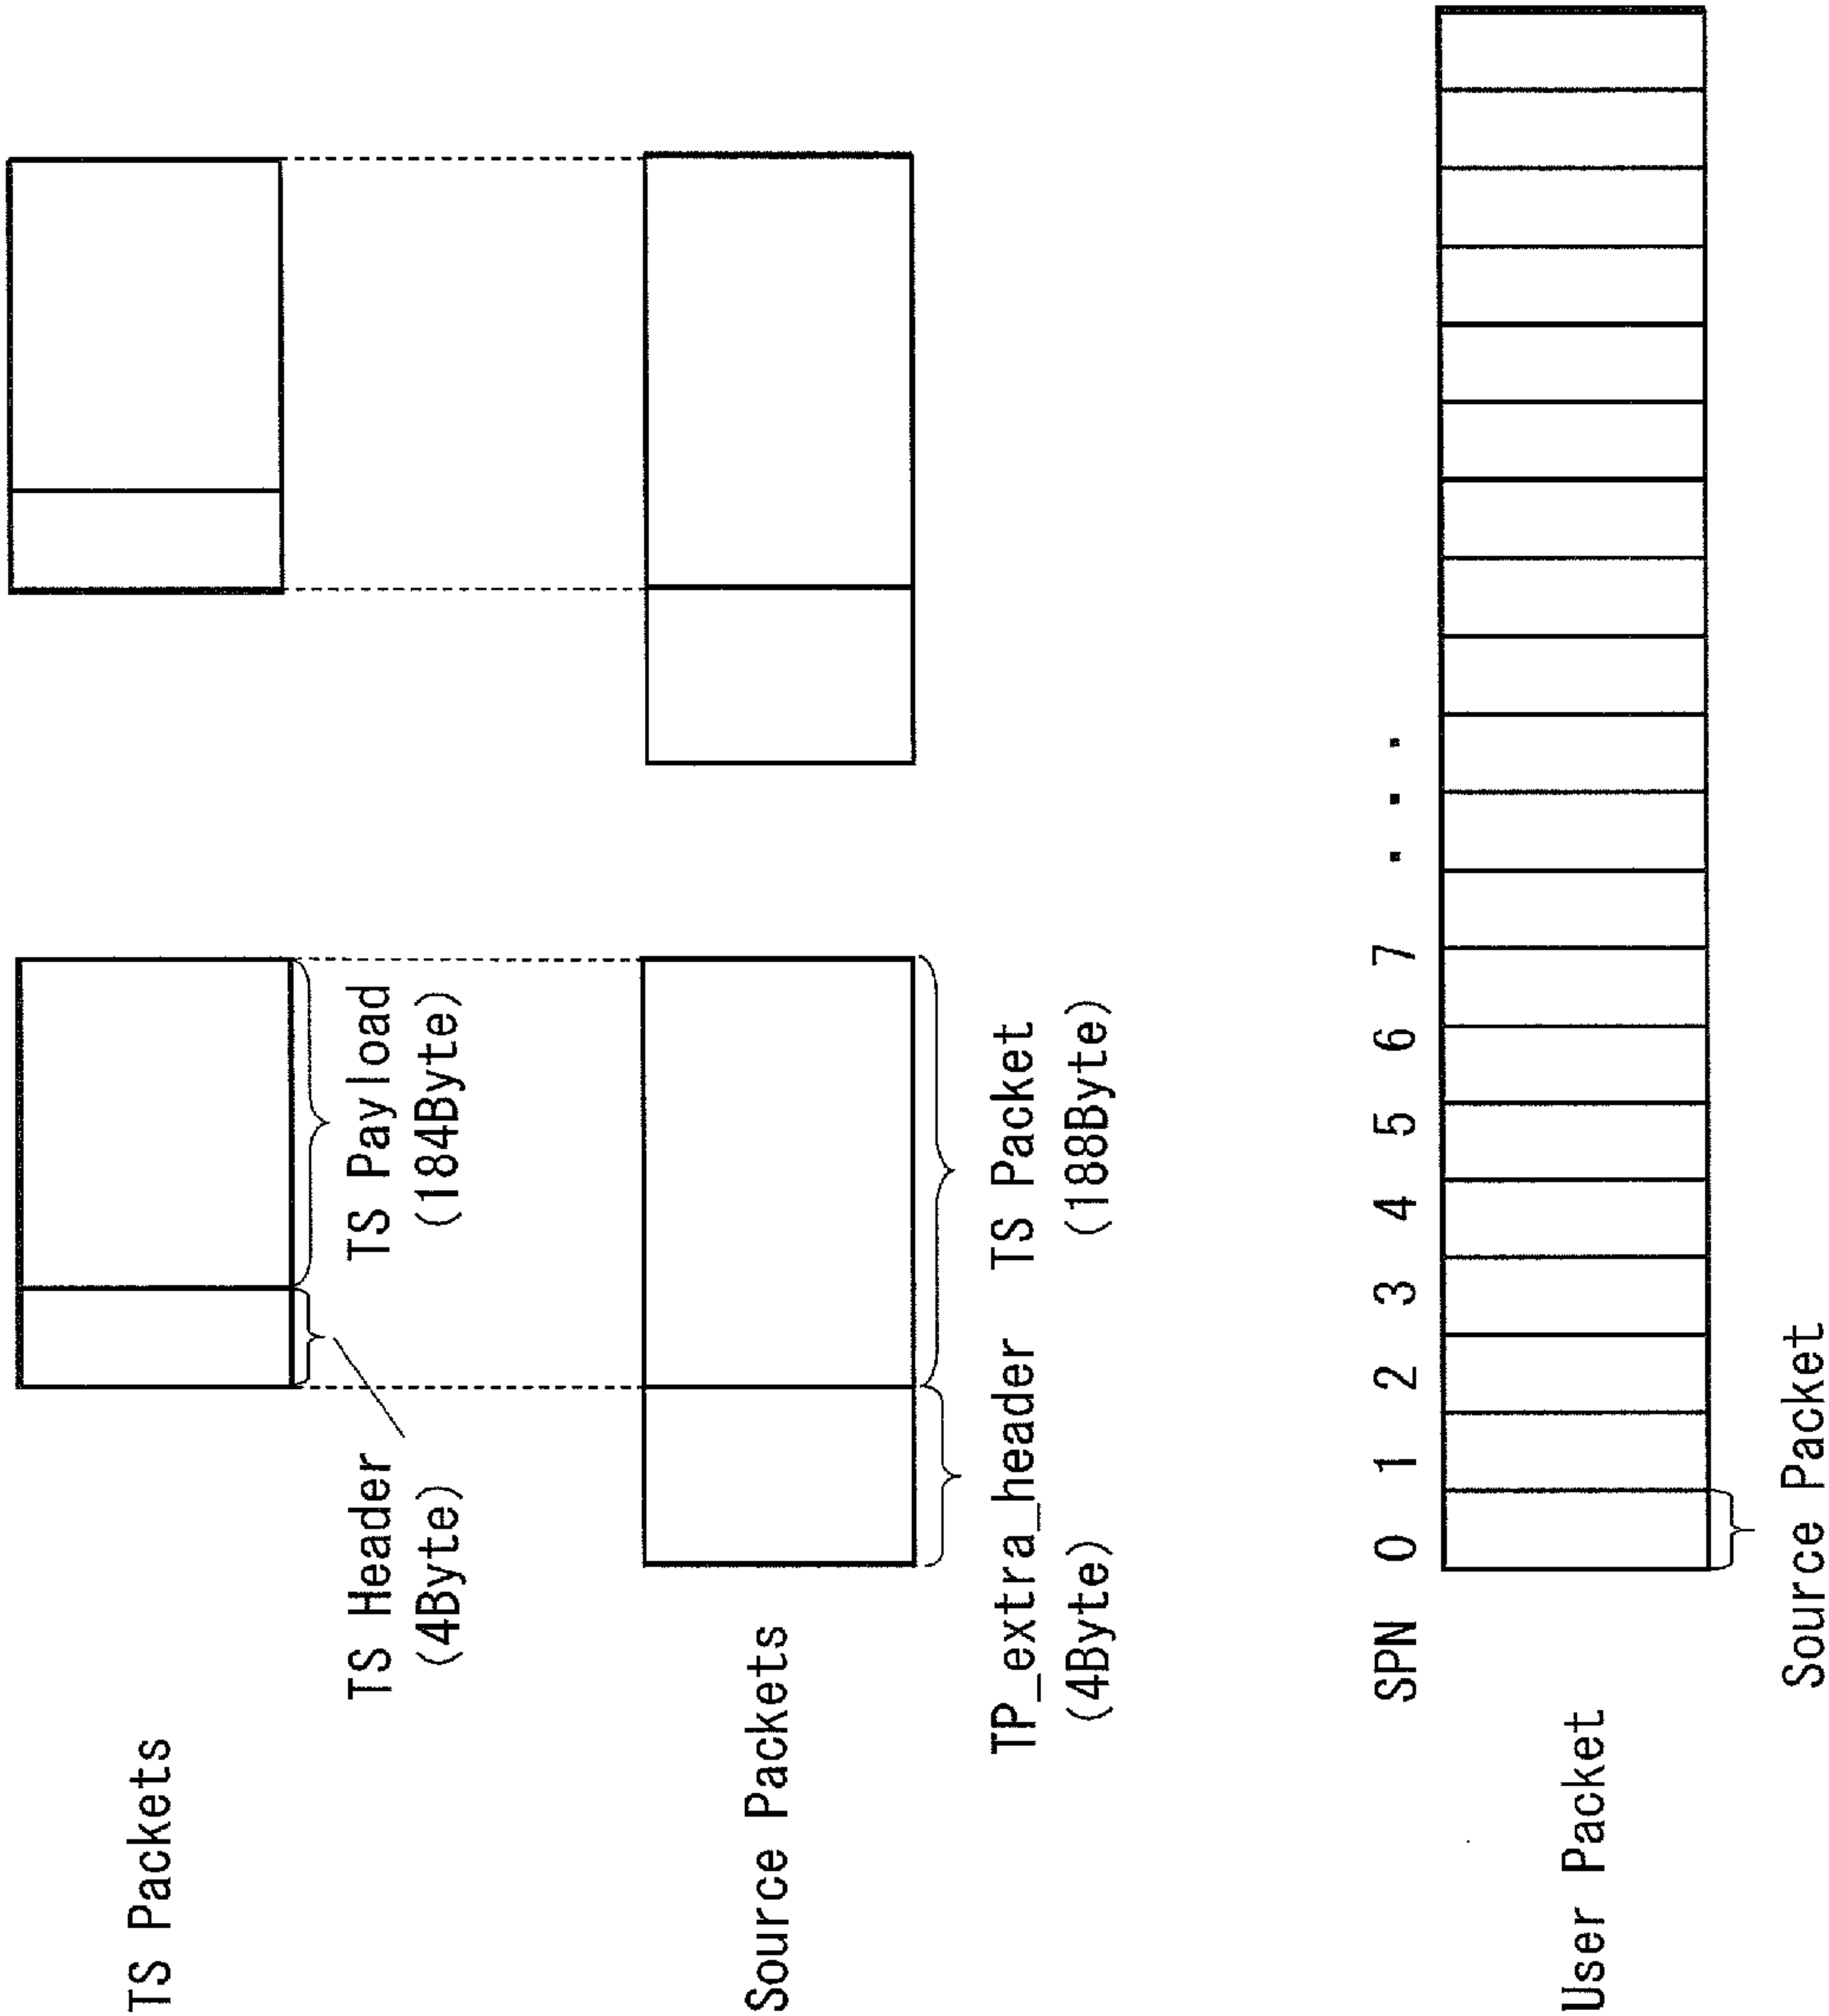 TS Packets
TS Header
(4Byte)
TS Payload
(184Byte)
Source Packets
TP_extra_header
(4Byte)
TS Packet
(188Byte)
SPN 0 1 2 3 4 5 6 7 . . .
User Packet
Source Packet